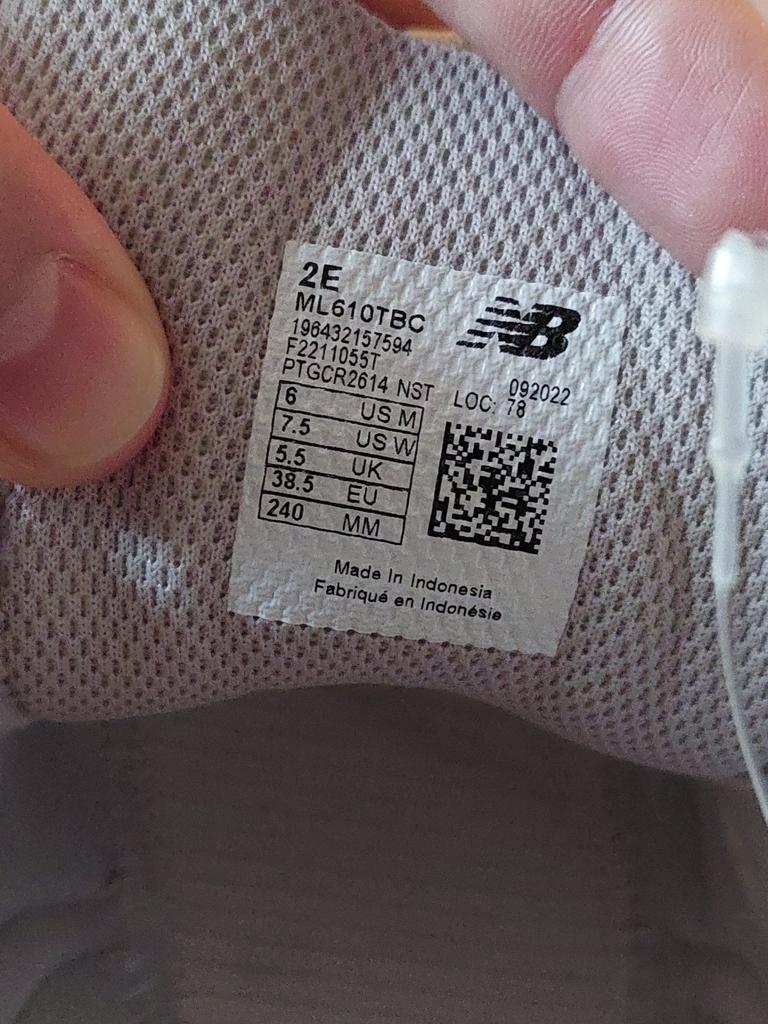 2E
ML610TBC
NB
196432157594
F2211055T
PTGCR2614 NST
092022
LOC: 78
6 US M
7.5 US W
5.5 UK
38.5 EU
240 MM
Made In Indonesia
Fabriqué en Indonésie